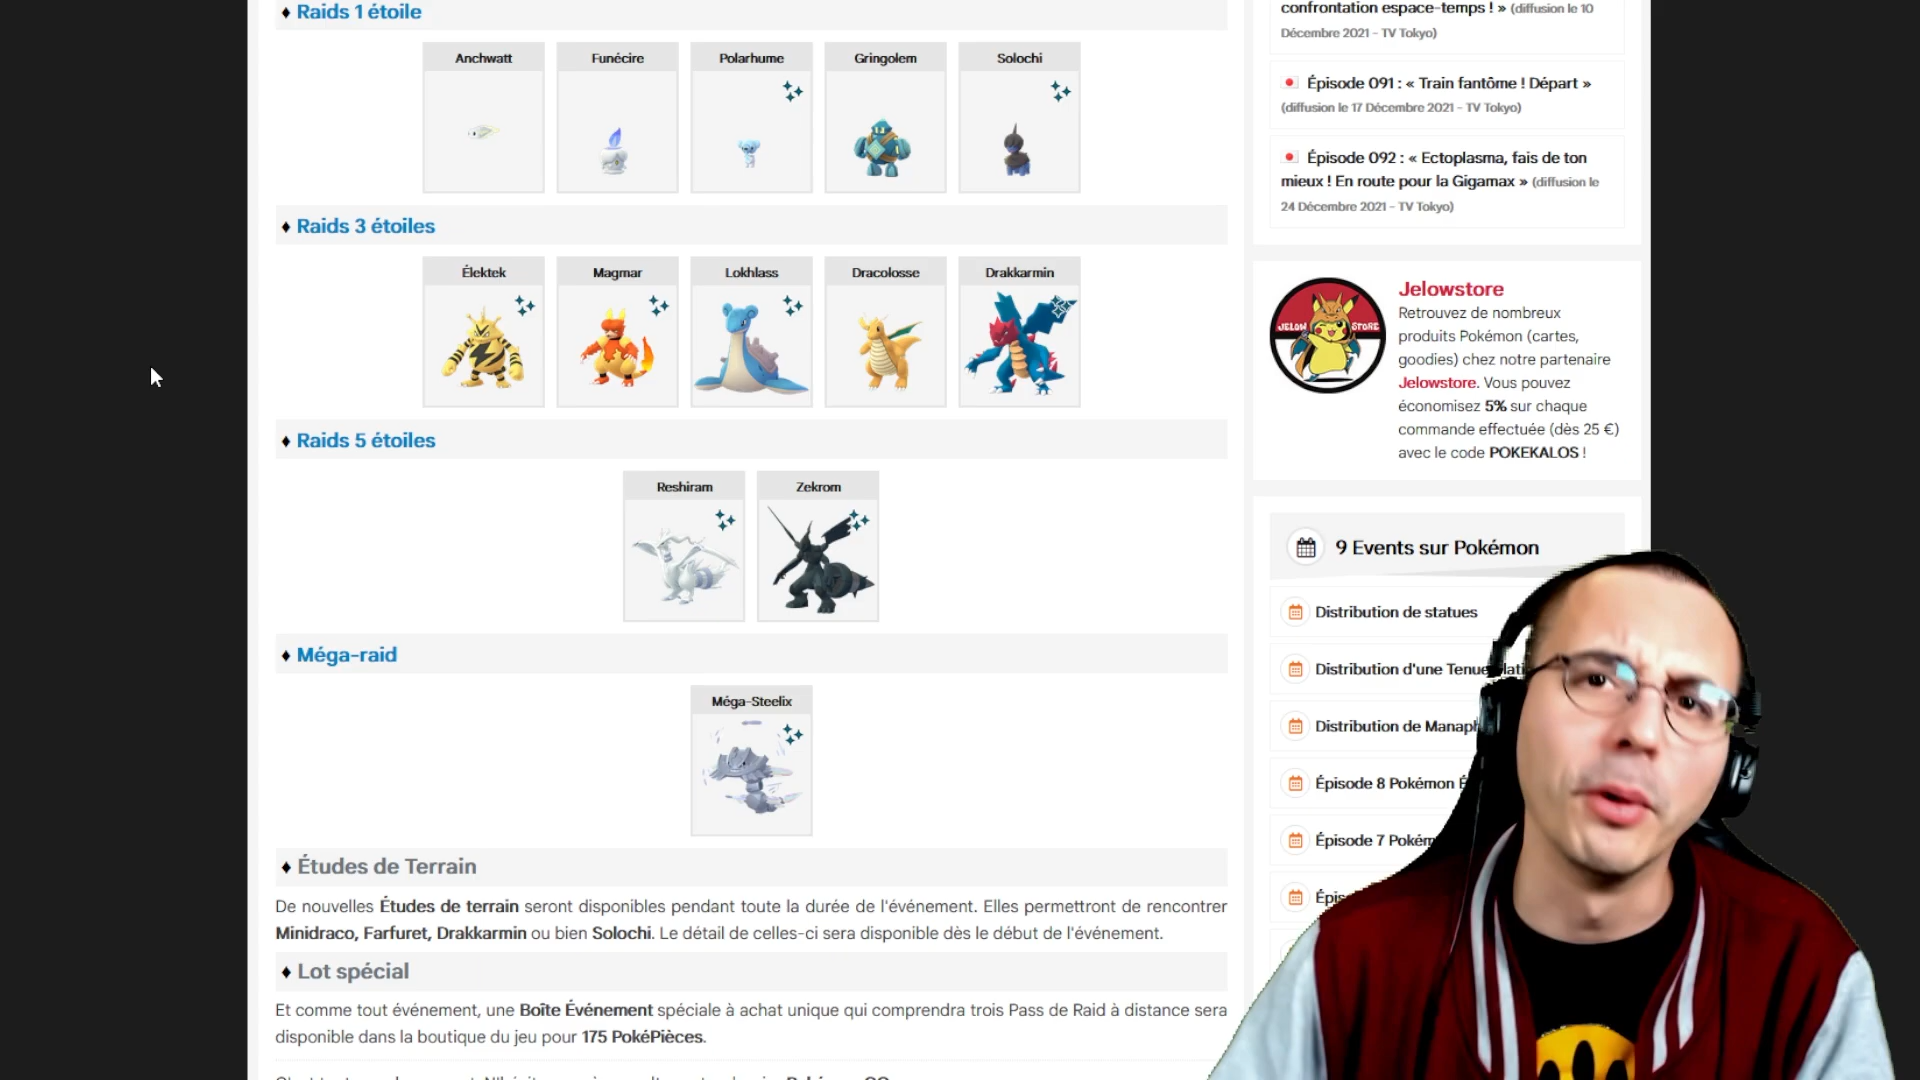 ♦ Raids 1 étoile
Anchwatt
Funécire
Polarhume
Gringolem
Solochi
♦ Raids 3 étoiles
Élektek
Magmar
Lokhlass
Dracolosse
Drakkarmin
♦ Raids 5 étoiles
Reshiram
Zekrom
♦ Méga-raid
Méga-Steelix
♦ Études de Terrain
De nouvelles Études de terrain seront disponibles pendant toute la durée de l'événement. Elles permettront de rencontrer
Minidraco, Farfuret, Drakkarmin ou bien Solochi. Le détail de celles-ci sera disponible dès le début de l'événement.
♦ Lot spécial
Et comme tout événement, une Boîte Événement spéciale à achat unique qui comprendra trois Pass de Raid à distance sera
disponible dans la boutique du jeu pour 175 PokéPièces.
confrontation espace-temps ! » (diffusion le 10
Décembre 2021 - TV Tokyo)
Épisode 091 : « Train fantôme ! Départ »
(diffusion le 17 Décembre 2021 - TV Tokyo)
Épisode 092 : « Ectoplasma, fais de ton
mieux ! En route pour la Gigamax » (diffusion le
24 Décembre 2021 - TV Tokyo)
JELOW STORE
Jelowstore
Retrouvez de nombreux
produits Pokémon (cartes,
goodies) chez notre partenaire
Jelowstore. Vous pouvez
économisez 5% sur chaque
commande effectuée (dès 25 €)
avec le code POKEKALOS !
9 Events sur Pokémon
Distribution de statues
Distribution d'une Tenue
Distribution de
Épisode 8 Pokémon
Épisode 7